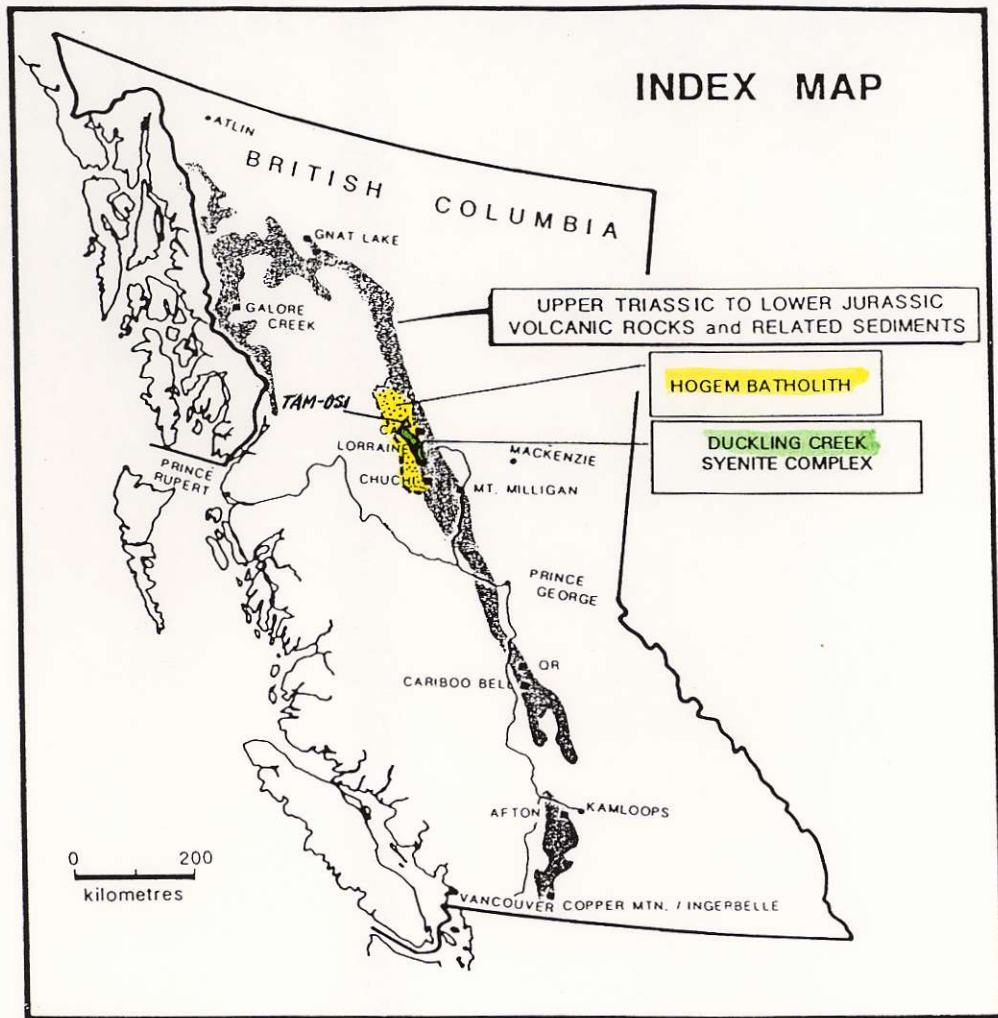 INDEX MAP
ATLIN
BRITISH COLUMBIA
GNAT LAKE
UPPER TRIASSIC TO LOWER JURASSIC
VOLCANIC ROCKS and RELATED SEDIMENTS
GALORE
CREEK
HOGEM BATHOLITH
TAM-OSI
LORRAINE
DUCKLING CREEK
SYENITE COMPLEX
MACKENZIE
PRINCE
RUPERT
CHUCHI
MT. MILLIGAN
PRINCE
GEORGE
QR
CARIBOO BELL
AFTON
KAMLOOPS
0 200
kilometres
VANCOUVER COPPER MTN. / INGERBELLE